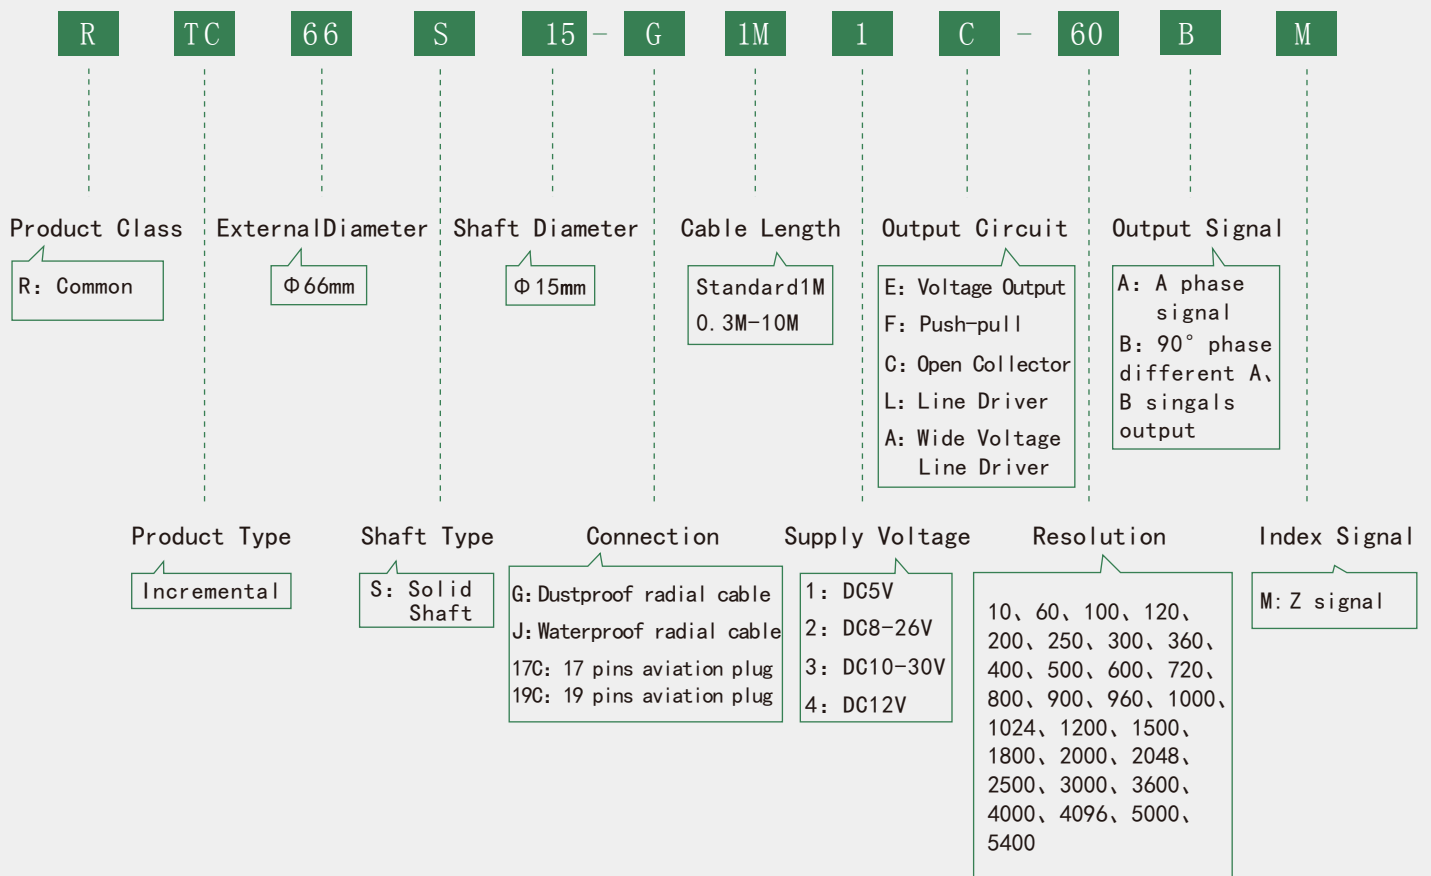 R TC 66 S 15 - G 1M 1 C - 60 B M
Product Class
R: Common
ExternalDiameter
Φ66mm
Shaft Diameter
Φ15mm
Cable Length
Standard1M
0.3M-10M
Output Circuit
E: Voltage Output
F: Push-pull
C: Open Collector
L: Line Driver
A: Wide Voltage
Line Driver
Output Signal
A: A phase
signal
B: 90° phase
different A、
B singals
output
Product Type
Incremental
Shaft Type
S: Solid
Shaft
Connection
G: Dustproof radial cable
J: Waterproof radial cable
17C: 17 pins aviation plug
19C: 19 pins aviation plug
Supply Voltage
1: DC5V
2: DC8-26V
3: DC10-30V
4: DC12V
Resolution
10、60、100、120、
200、250、300、360、
400、500、600、720、
800、900、960、1000、
1024、1200、1500、
1800、2000、2048、
2500、3000、3600、
4000、4096、5000、
5400
Index Signal
M: Z signal